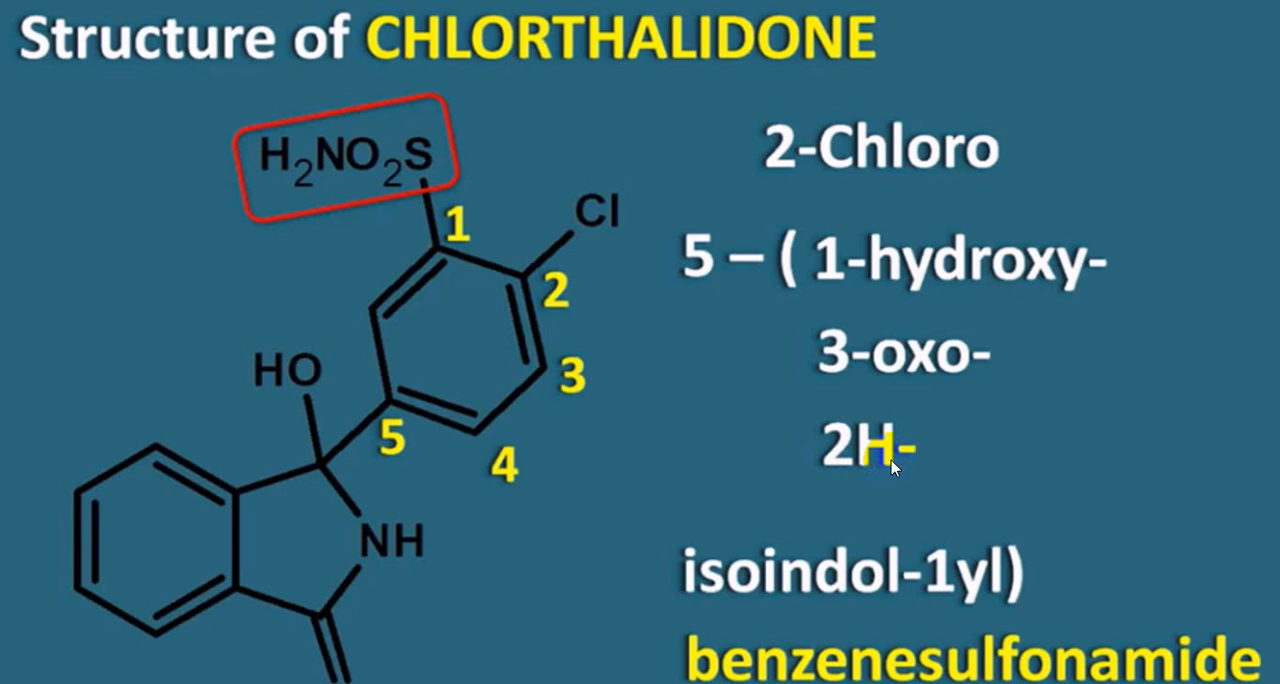 Structure of CHLORTHALIDONE
H₂NO₂S
Cl
1
2
3
4
5
HO
NH
2-Chloro
5 – ( 1-hydroxy-
3-oxo-
2H-
isoindol-1yl)
benzenesulfonamide